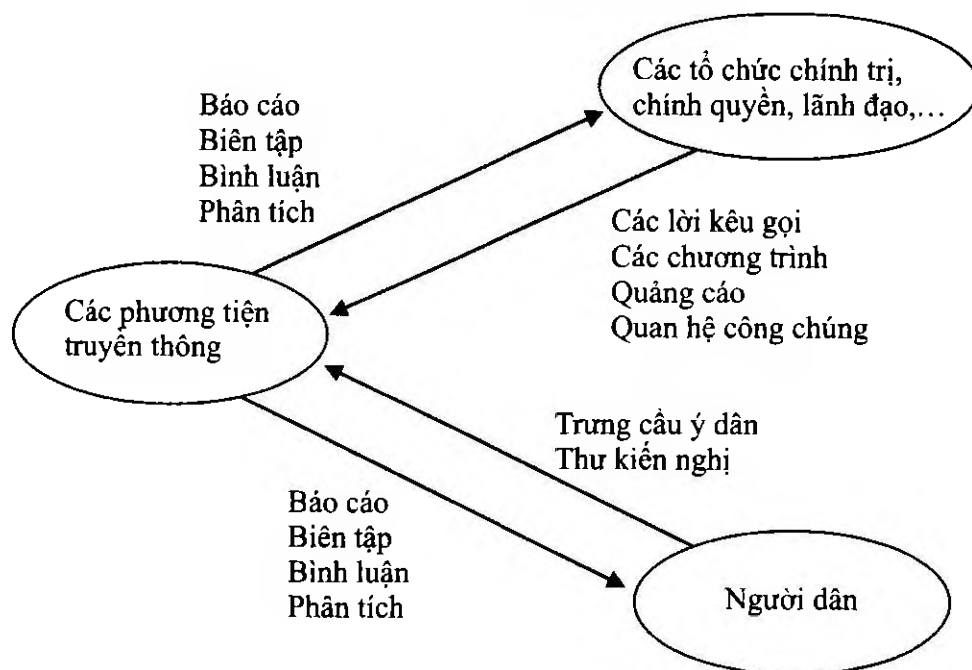 Các tổ chức chính trị,
chính quyền, lãnh đạo,...
Báo cáo
Biên tập
Bình luận
Phân tích
Các lời kêu gọi
Các chương trình
Quảng cáo
Quan hệ công chúng
Các phương tiện
truyền thông
Trưng cầu ý dân
Thư kiến nghị
Báo cáo
Biên tập
Bình luận
Phân tích
Người dân